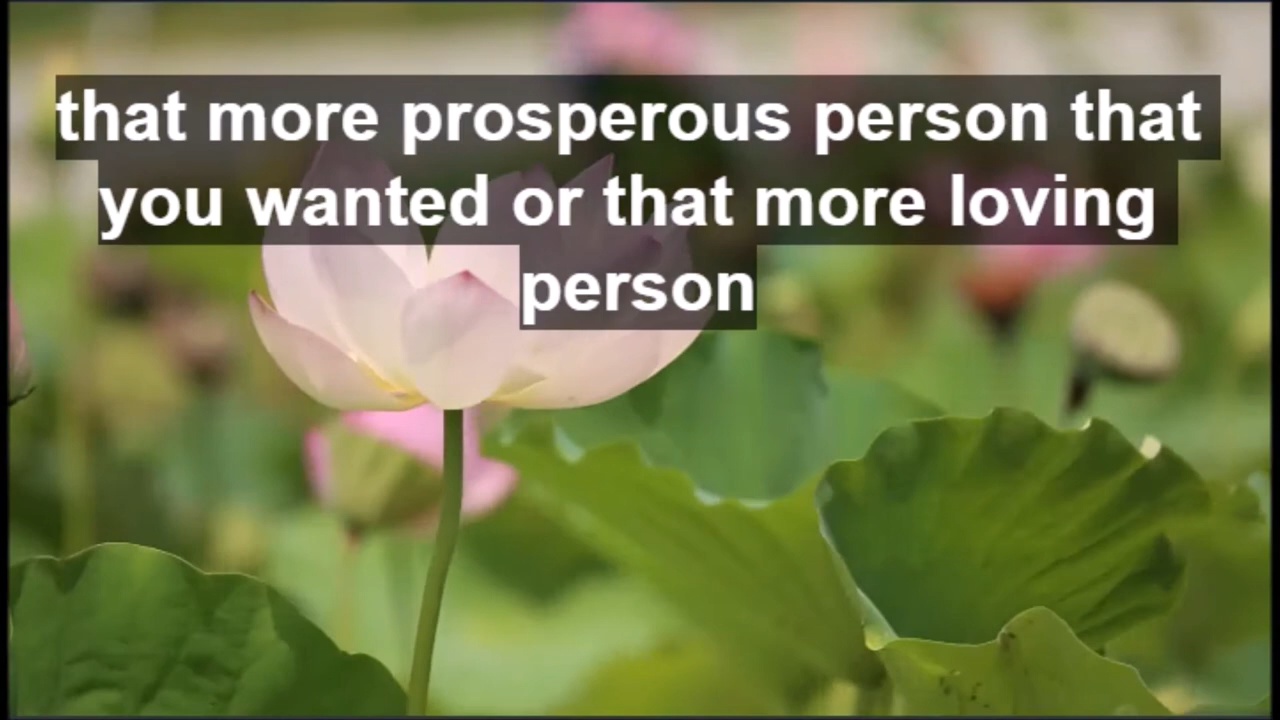 that more prosperous person that
you wanted or that more loving
person